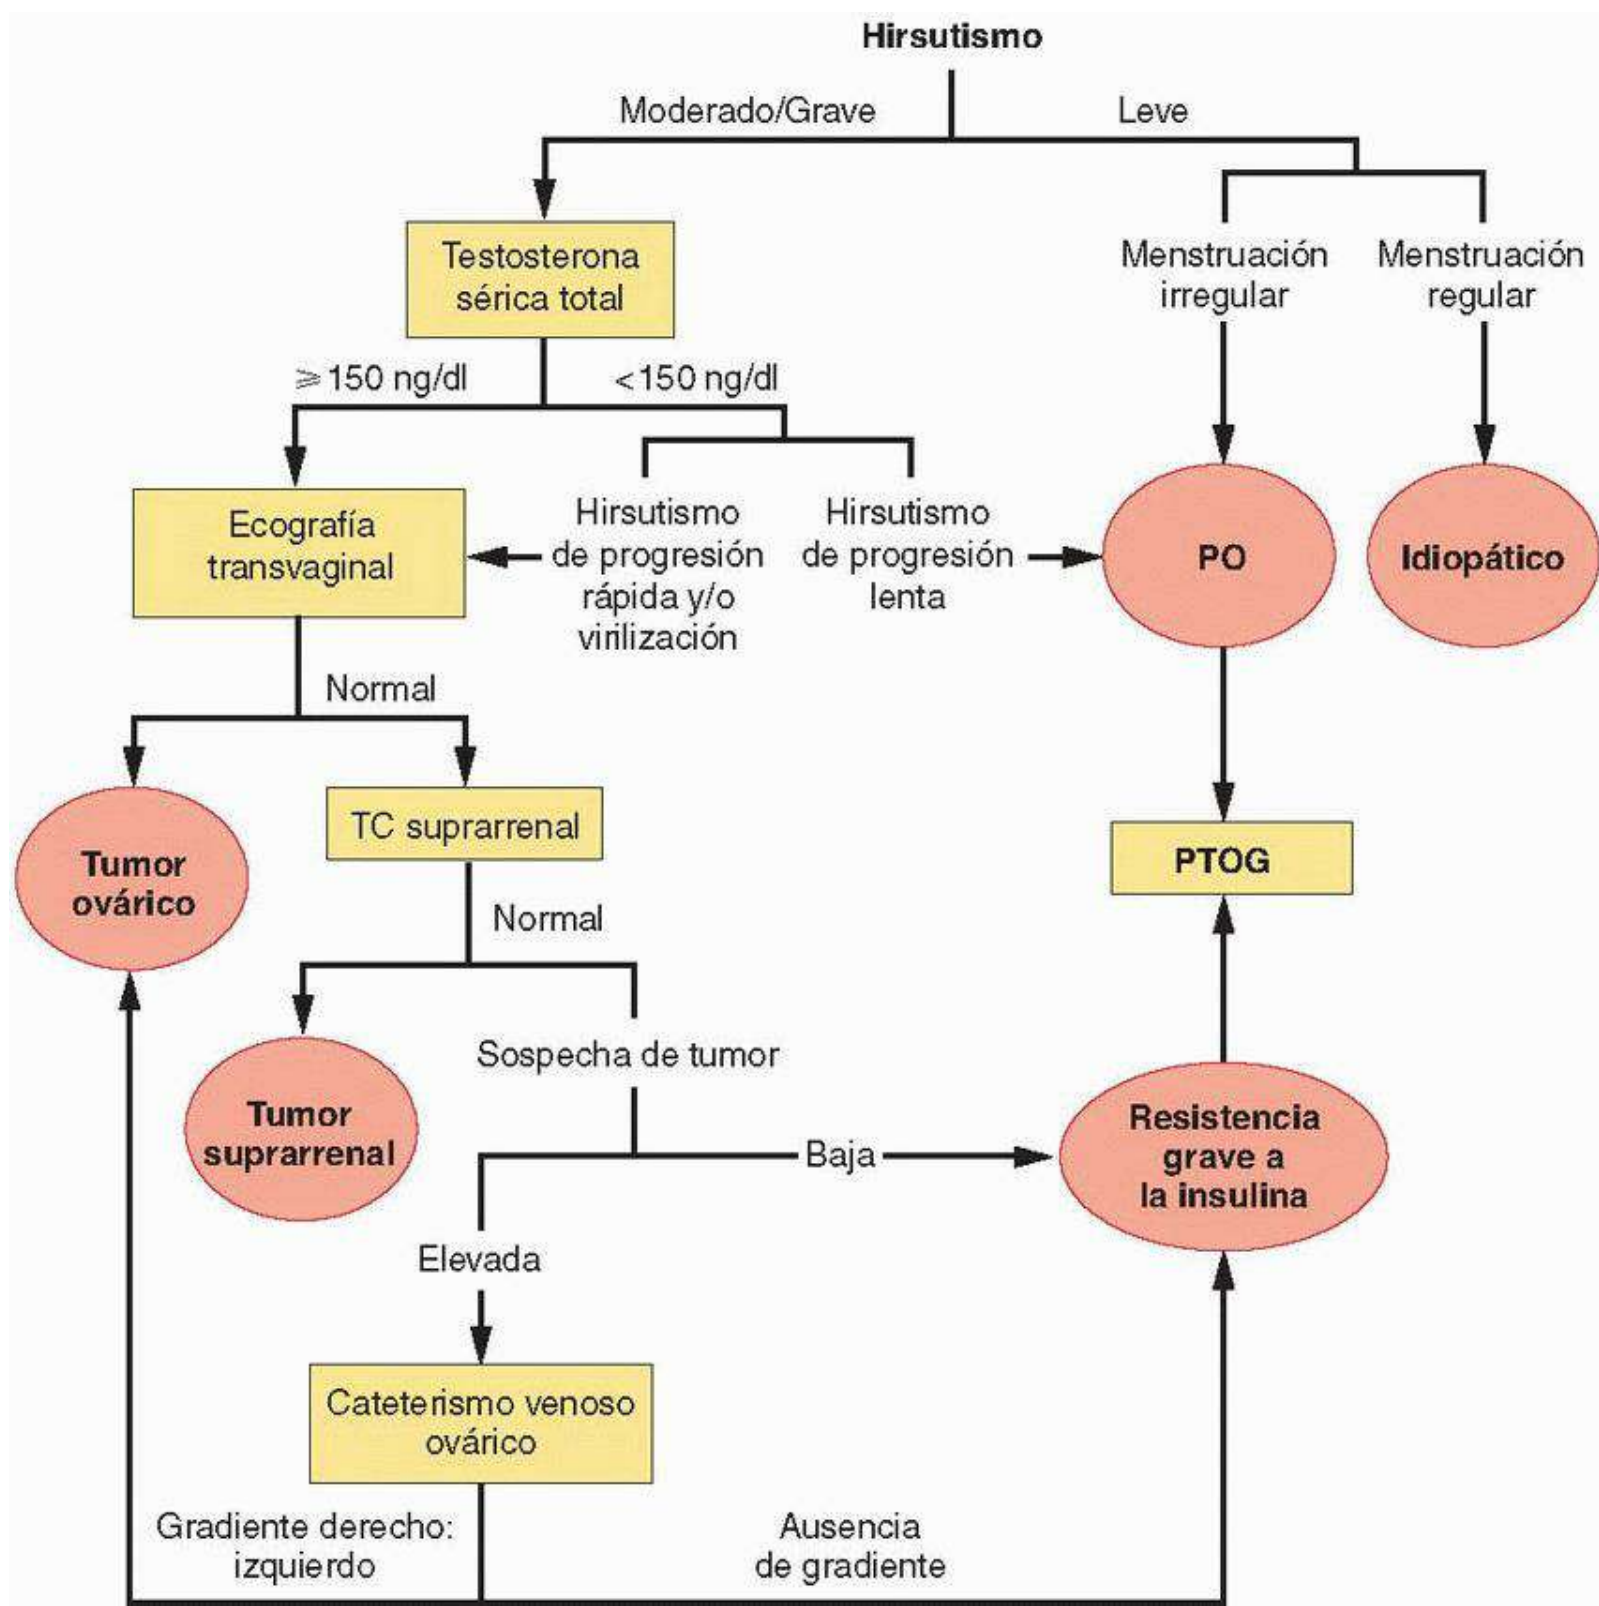 Hirsutismo
Moderado/Grave
Leve
Testosterona
sérica total
Menstruación
irregular
Menstruación
regular
⩾150 ng/dl
<150 ng/dl
Ecografía
transvaginal
Hirsutismo
de progresión
rápida y/o
virilización
Hirsutismo
de progresión
lenta
PO
Idiopático
Normal
Tumor
ovárico
TC suprarrenal
PTOG
Normal
Tumor
suprarrenal
Sospecha de tumor
Baja
Resistencia
grave a
la insulina
Elevada
Cateterismo venoso
ovárico
Gradiente derecho:
izquierdo
Ausencia
de gradiente